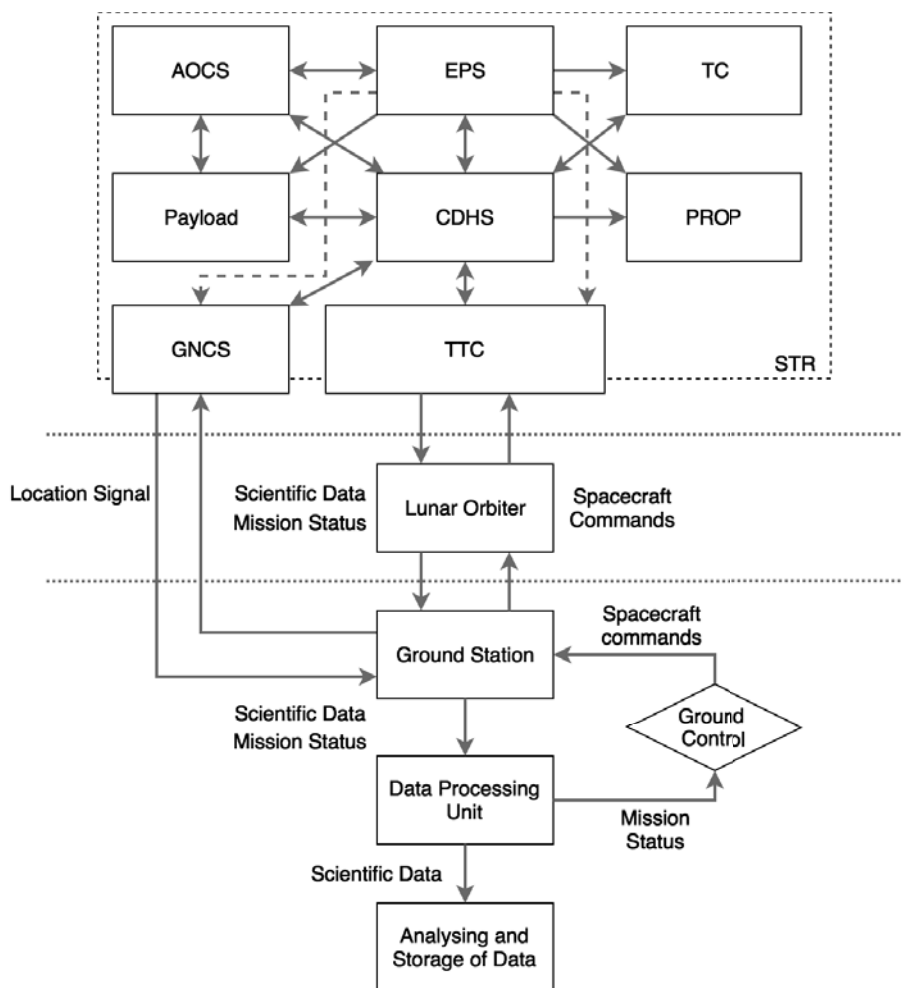 AOCS
EPS
TC
Payload
CDHS
PROP
GNCS
TTC
STR
Location Signal
Scientific Data
Mission Status
Lunar Orbiter
Spacecraft
Commands
Spacecraft
commands
Ground Station
Scientific Data
Mission Status
Ground
Control
Data Processing
Unit
Mission
Status
Scientific Data
Analysing and
Storage of Data